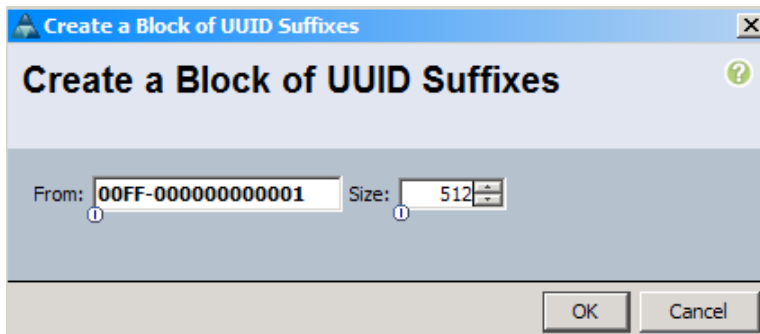 Create a Block of UUID Suffixes
Create a Block of UUID Suffixes
From: 00FF-000000000001 Size: 512
OK Cancel